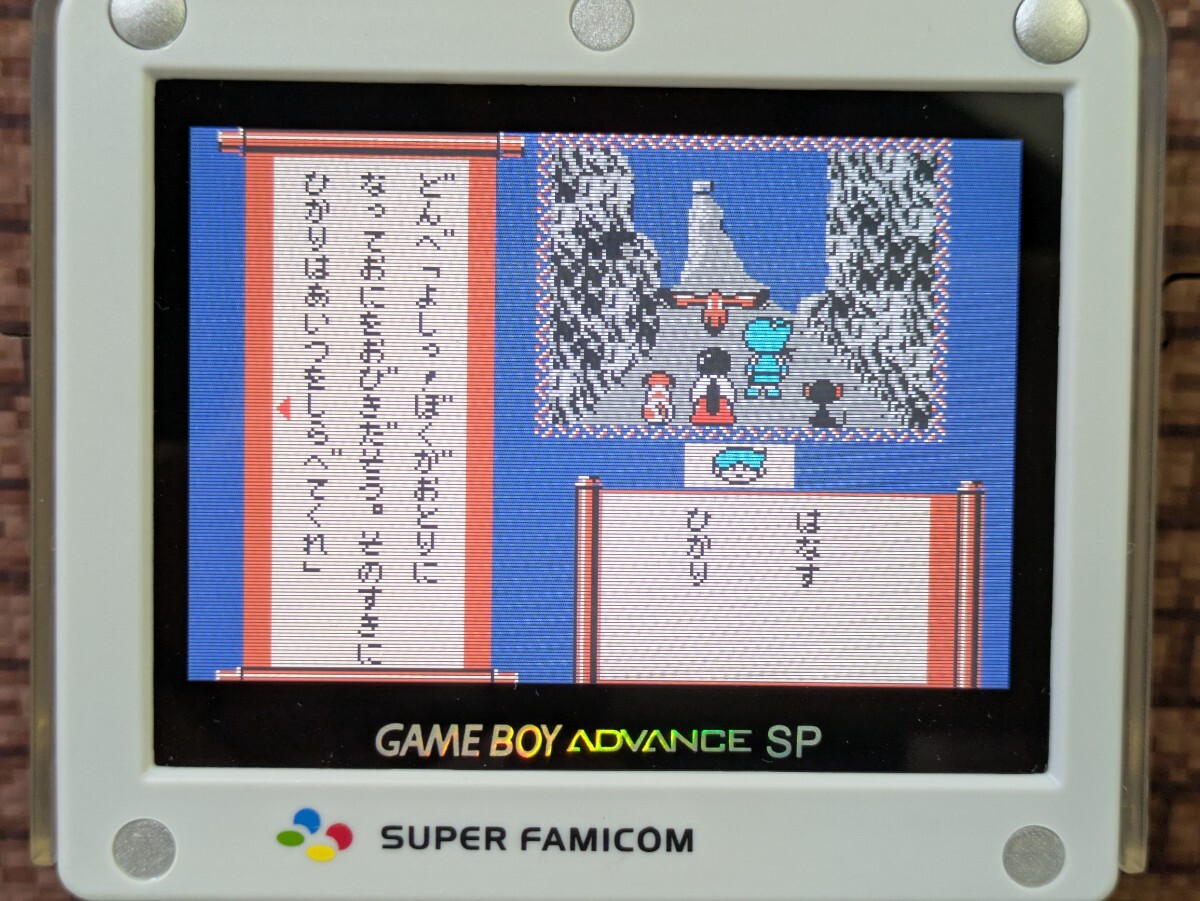 どんべ「よしっ,ぼくがおとりに
なっておにをおびきだそう。そのすきに
ひかりはあいつをしらべてくれ」
はなす
ひかり
GAME BOY ADVANCE SP
SUPER FAMICOM